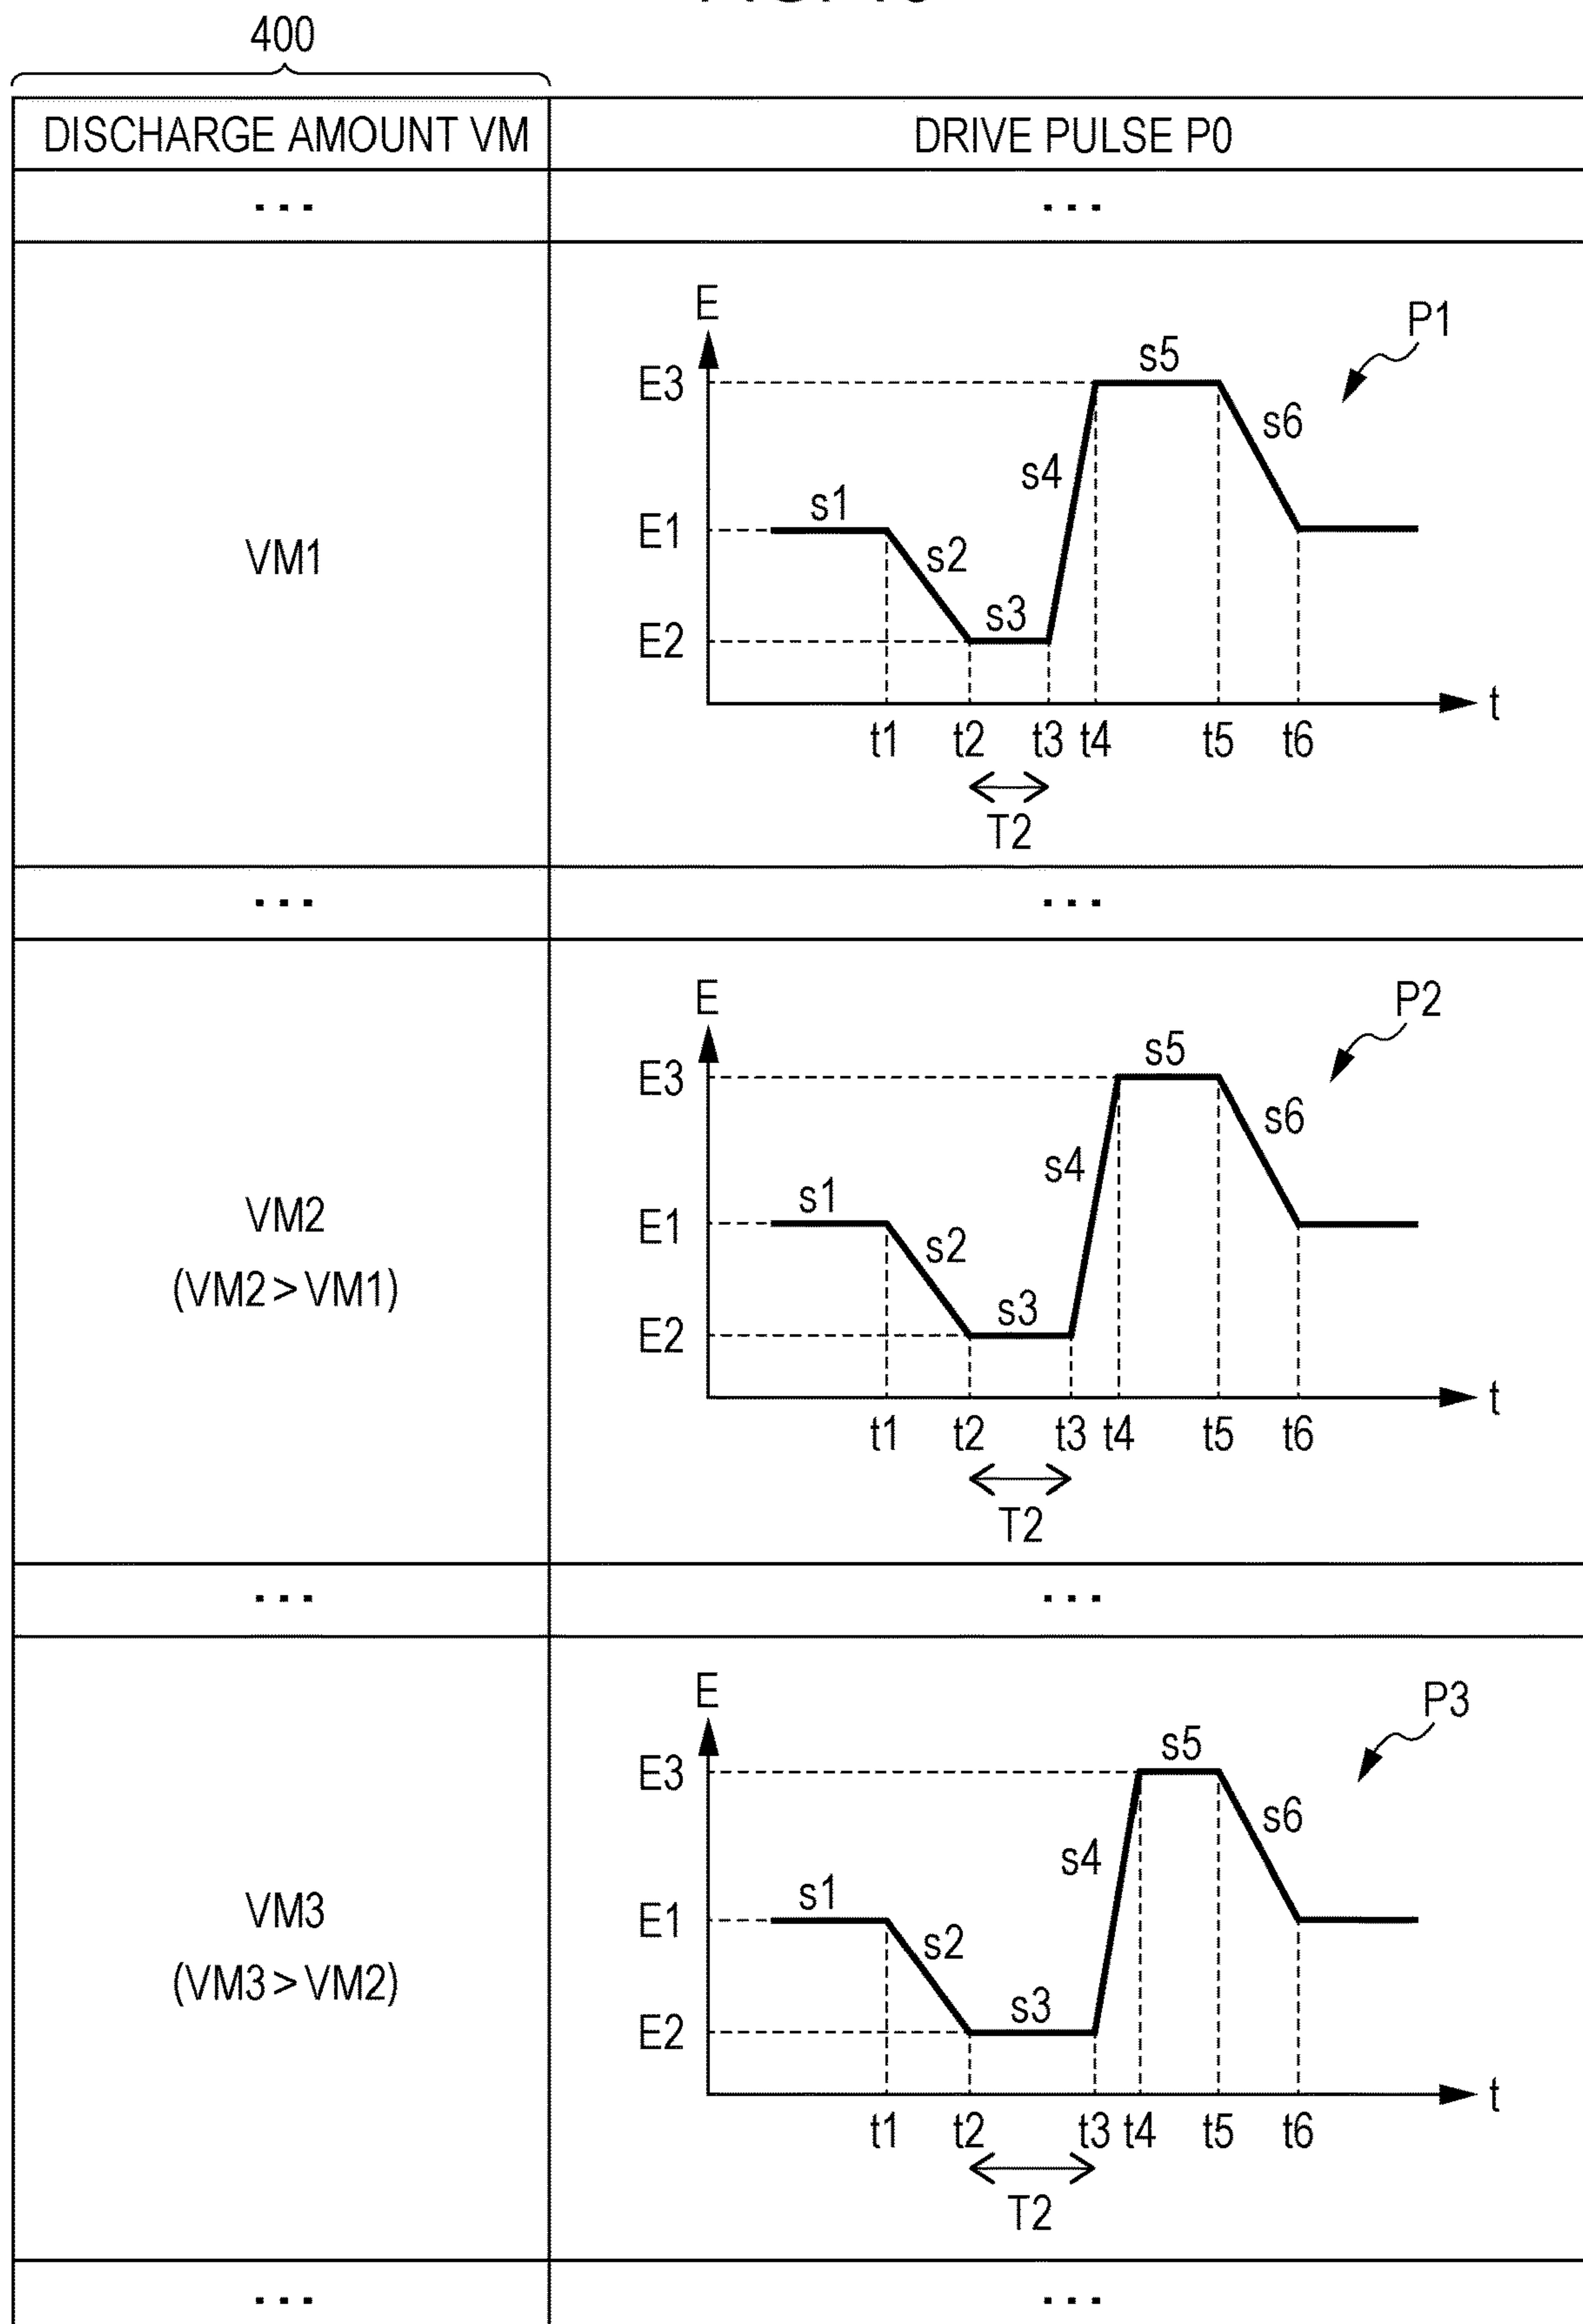 400
DISCHARGE AMOUNT VM
DRIVE PULSE P0
... ...
VM1
E
P1
E3
s5
s6
s4
E1
s1
s2
s3
E2
t
t1 t2 t3 t4 t5 t6
T2
... ...
VM2
(VM2 > VM1)
E
P2
E3
s5
s6
s4
E1
s1
s2
s3
E2
t
t1 t2 t3 t4 t5 t6
T2
... ...
VM3
(VM3 > VM2)
E
P3
E3
s5
s6
s4
E1
s1
s2
s3
E2
t
t1 t2 t3 t4 t5 t6
T2
... ...